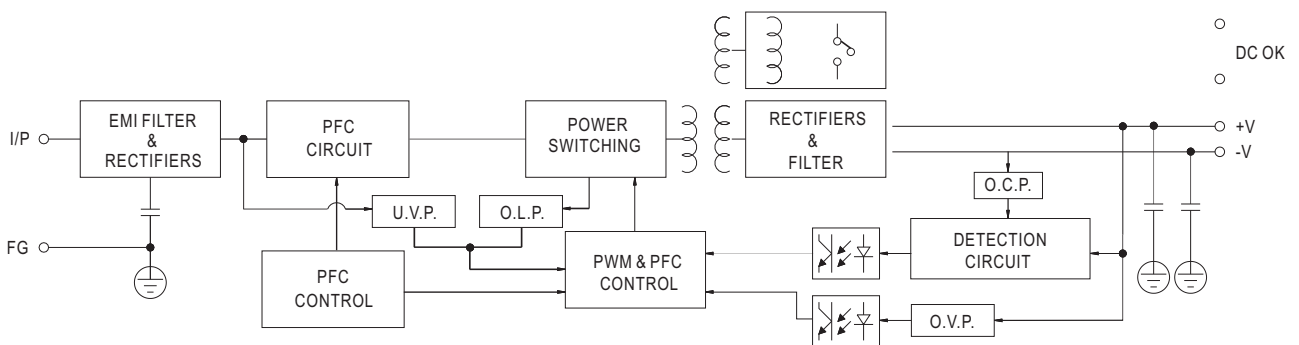 DC OK
I/P
EMI FILTER
&
RECTIFIERS
PFC
CIRCUIT
POWER
SWITCHING
RECTIFIERS
&
FILTER
+V
-V
O.C.P.
U.V.P.
O.L.P.
FG
PFC
CONTROL
PWM & PFC
CONTROL
DETECTION
CIRCUIT
O.V.P.